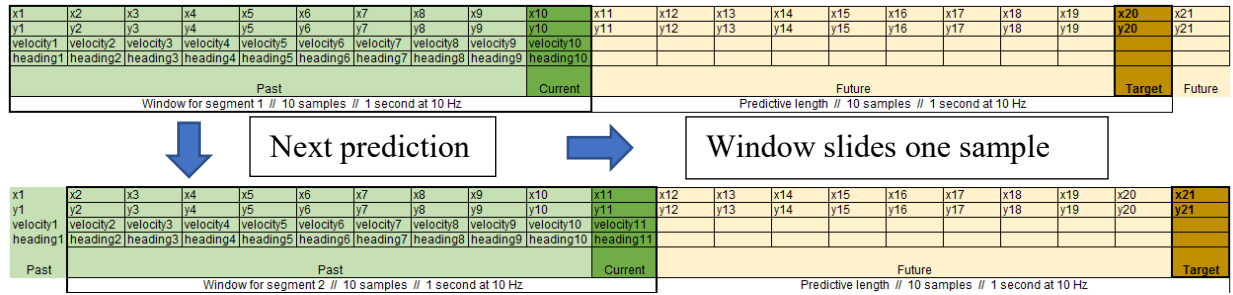 x1 x2 x3 x4 x5 x6 x7 x8 x9 x10 x11 x12 x13 x14 x15 x16 x17 x18 x19 x20 x21
y1 y2 y3 y4 y5 y6 y7 y8 y9 y10 y11 y12 y13 y14 y15 y16 y17 y18 y19 y20 y21
velocity1 velocity2 velocity3 velocity4 velocity5 velocity6 velocity7 velocity8 velocity9 velocity10
heading1 heading2 heading3 heading4 heading5 heading6 heading7 heading8 heading9 heading10
Past Current Future Target Future
Window for segment 1 // 10 samples // 1 second at 10 Hz Predictive length // 10 samples // 1 second at 10 Hz
Next prediction Window slides one sample
x1 x2 x3 x4 x5 x6 x7 x8 x9 x10 x11 x12 x13 x14 x15 x16 x17 x18 x19 x20 x21
y1 y2 y3 y4 y5 y6 y7 y8 y9 y10 y11 y12 y13 y14 y15 y16 y17 y18 y19 y20 y21
velocity1 velocity2 velocity3 velocity4 velocity5 velocity6 velocity7 velocity8 velocity9 velocity10 velocity11
heading1 heading2 heading3 heading4 heading5 heading6 heading7 heading8 heading9 heading10 heading11
Past Past Current Future Target
Window for segment 2 // 10 samples // 1 second at 10 Hz Predictive length // 10 samples // 1 second at 10 Hz